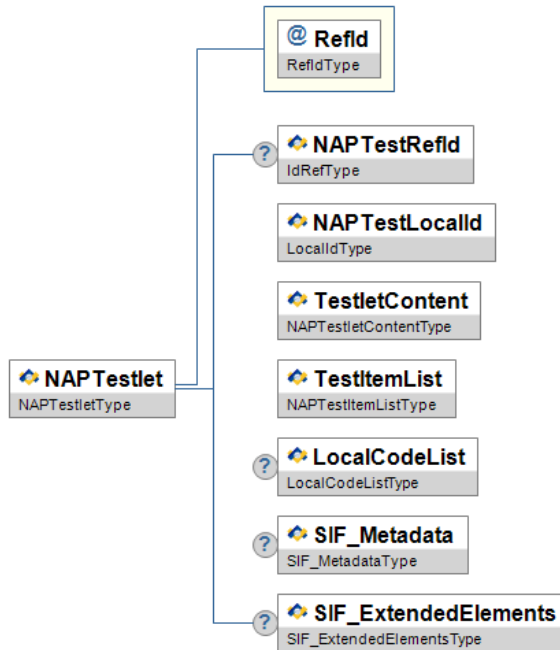 @ RefId
RefIdType
? NAPTestRefId
IdRefType
NAPTestLocalId
LocalIdType
TestletContent
NAPTestletContentType
NAPTestlet
NAPTestletType
TestItemList
NAPTestItemListType
? LocalCodeList
LocalCodeListType
? SIF_Metadata
SIF_MetadataType
? SIF_ExtendedElements
SIF_ExtendedElementsType